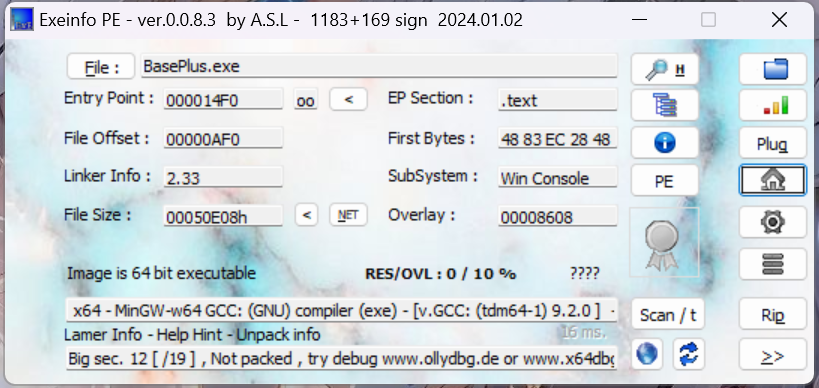 Exeinfo PE - ver.0.0.8.3 by A.S.L - 1183+169 sign 2024.01.02
File : BasePlus.exe H
Entry Point : 000014F0 oo < EP Section : .text
File Offset : 00000AF0 First Bytes : 48 83 EC 28 48 Plug
Linker Info : 2.33 SubSystem : Win Console PE
File Size : 00050E08h < NET Overlay : 00008608
Image is 64 bit executable RES/OVL : 0 / 10 % ????
x64 - MinGW-w64 GCC: (GNU) compiler (exe) - [v.GCC: (tdm64-1) 9.2.0 ] - Scan / t Rip
Lamer Info - Help Hint - Unpack info 16 ms.
Big sec. 12 [ /19 ] , Not packed , try debug www.ollydbg.de or www.x64dbg >>